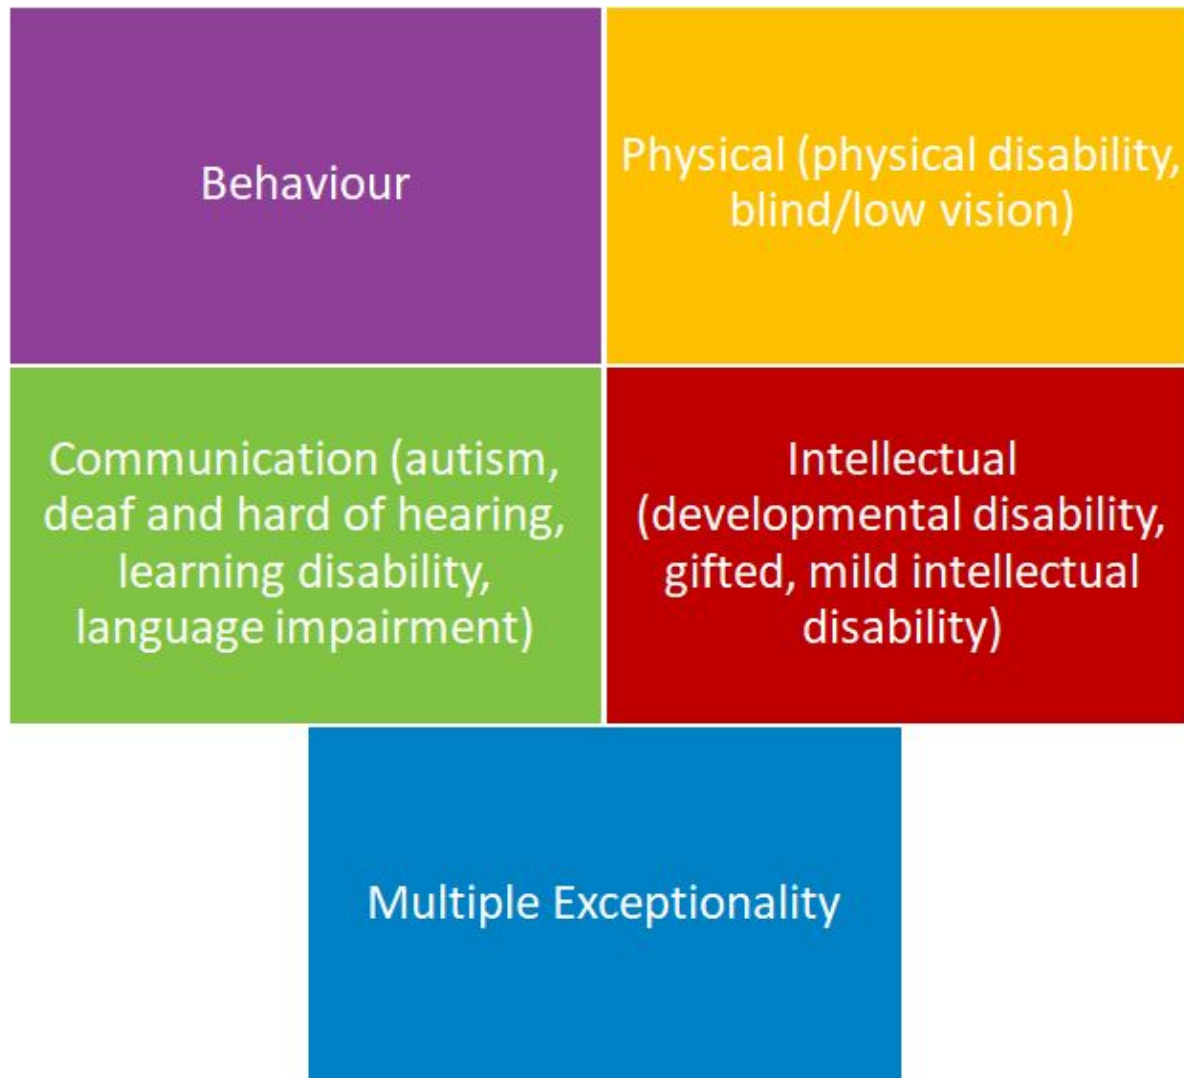 Behaviour
Physical (physical disability,
blind/low vision)
Communication (autism,
deaf and hard of hearing,
learning disability,
language impairment)
Intellectual
(developmental disability,
gifted, mild intellectual
disability)
Multiple Exceptionality